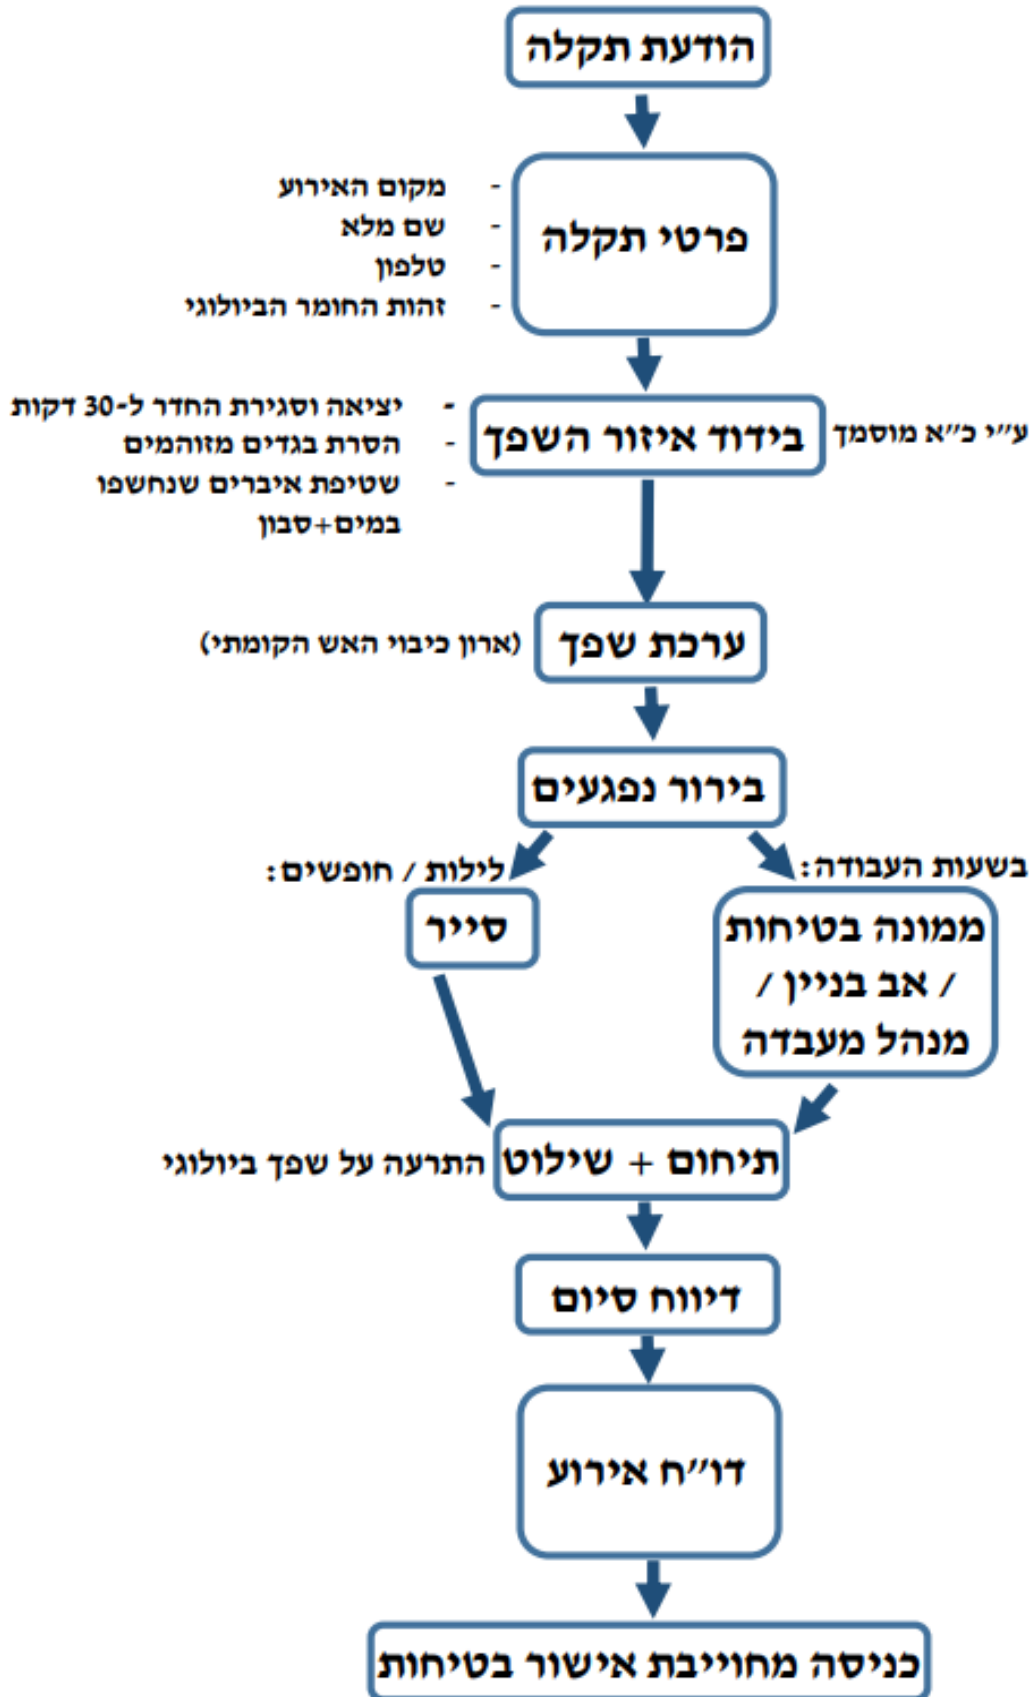 הודעת תקלה
פרטי תקלה
- מקום האירוע
- שם מלא
- טלפון
- זהות החומר הביולוגי
ע״י כ״א מוסמך
בידוד איזור השפך
- יציאה וסגירת החדר ל-30 דקות
- הסרת בגדים מזוהמים
- שטיפת איברים שנחשפו
במים+סבון
ערכת שפך
(ארון כיבוי האש הקומתי)
בירור נפגעים
בשעות העבודה:
ממונה בטיחות
/ אב בניין /
מנהל מעבדה
לילות / חופשים:
סייר
תיחום + שילוט
התרעה על שפך ביולוגי
דיווח סיום
דו״ח אירוע
כניסה מחוייבת אישור בטיחות